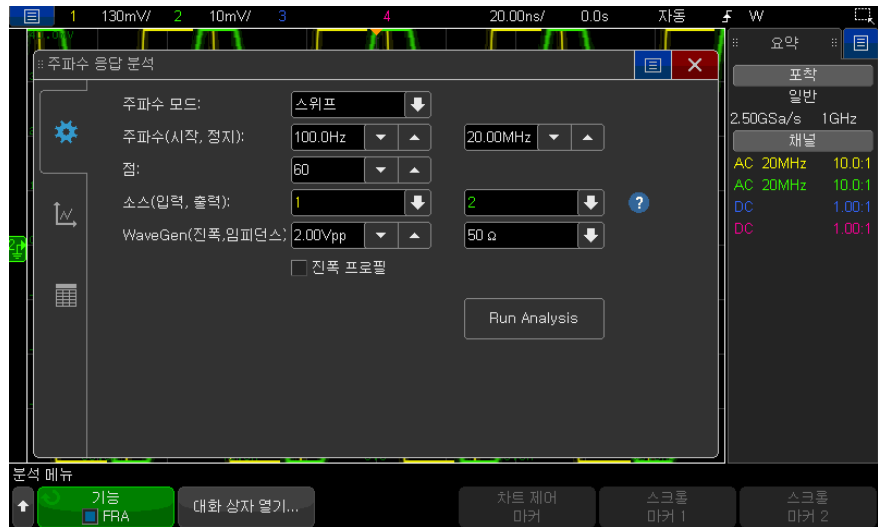 1 130mV/ 2 10mV/ 3 4 20.00ns/ 0.0s 자동 W
주파수 응답 분석
주파수 모드: 스위프
주파수(시작, 정지): 100.0Hz 20.00MHz
점: 60
소스(입력, 출력): 1 2 ?
WaveGen(진폭,임피던스) 2.00Vpp 50 Ω
진폭 프로필
Run Analysis
요약
포착
일반
2.50GSa/s 1GHz
채널
AC 20MHz 10.0:1
AC 20MHz 10.0:1
DC 1.00:1
DC 1.00:1
분석 메뉴
기능
FRA
대화 상자 열기...
차트 제어
마커
스크롤
마커 1
스크롤
마커 2